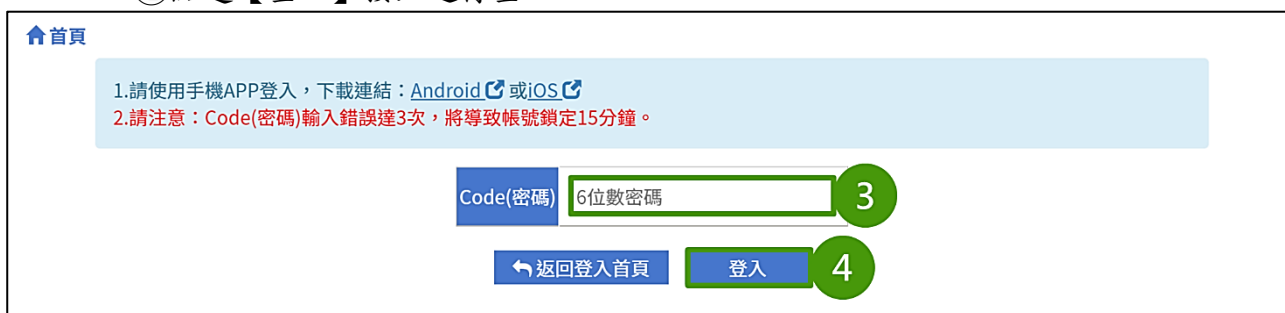 首頁
1.請使用手機APP登入，下載連結：Android 或iOS
2.請注意：Code(密碼)輸入錯誤達3次，將導致帳號鎖定15分鐘。
Code(密碼) 6位數密碼 3
返回登入首頁 登入 4